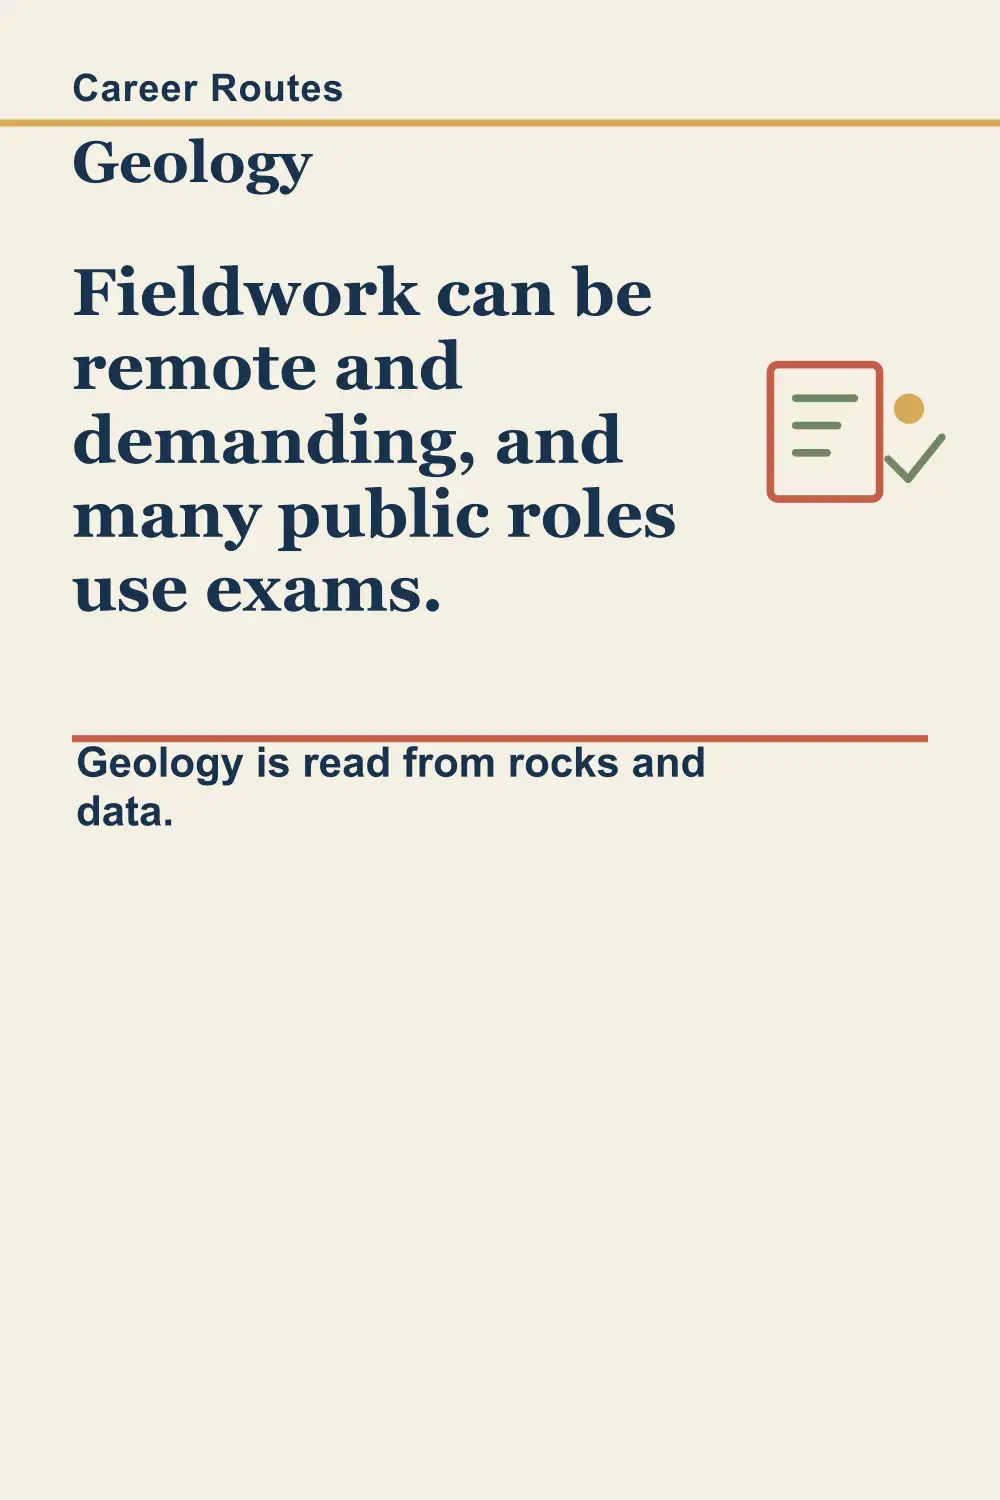 Career Routes
Geology
Fieldwork can be
remote and
demanding, and
many public roles
use exams.
Geology is read from rocks and
data.